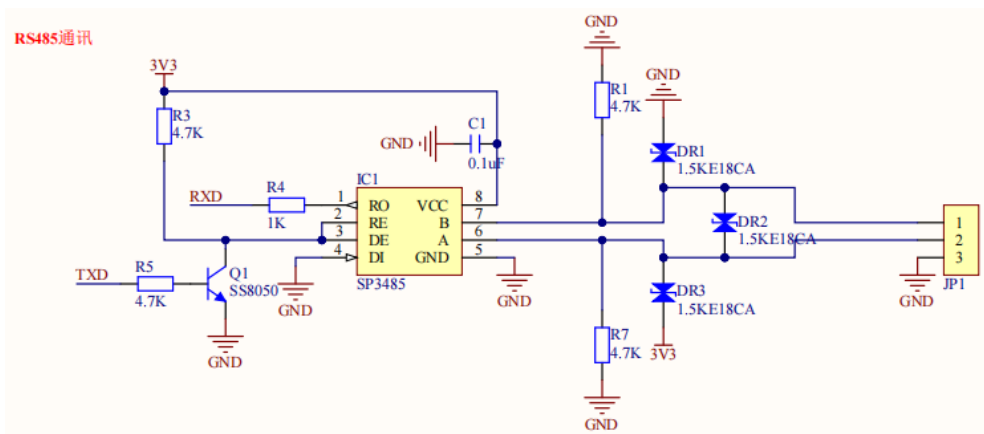 RS485通讯
GND
3V3
R3
4.7K
R1
4.7K
GND
C1
GND
0.1uF
DR1
1.5KE18CA
IC1
RXD
R4
1K
1
RO
VCC
8
2
RE
B
7
3
DE
A
6
4
DI
GND
5
SP3485
DR2
1.5KE18CA
1
2
3
JP1
GND
TXD
R5
4.7K
Q1
SS8050
GND
GND
GND
DR3
1.5KE18CA
R7
4.7K
3V3
GND